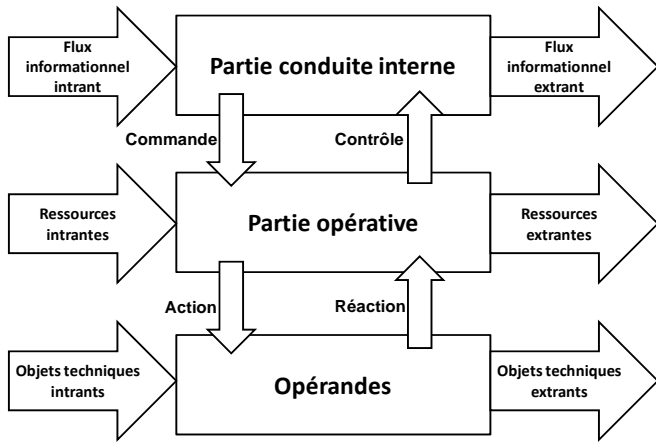 Flux
informationnel
intrant
Partie conduite interne
Flux
informationnel
extrant
Commande
Contrôle
Ressources
intrantes
Partie opérative
Ressources
extrantes
Action
Réaction
Objets techniques
intrants
Opérandes
Objets techniques
extrants